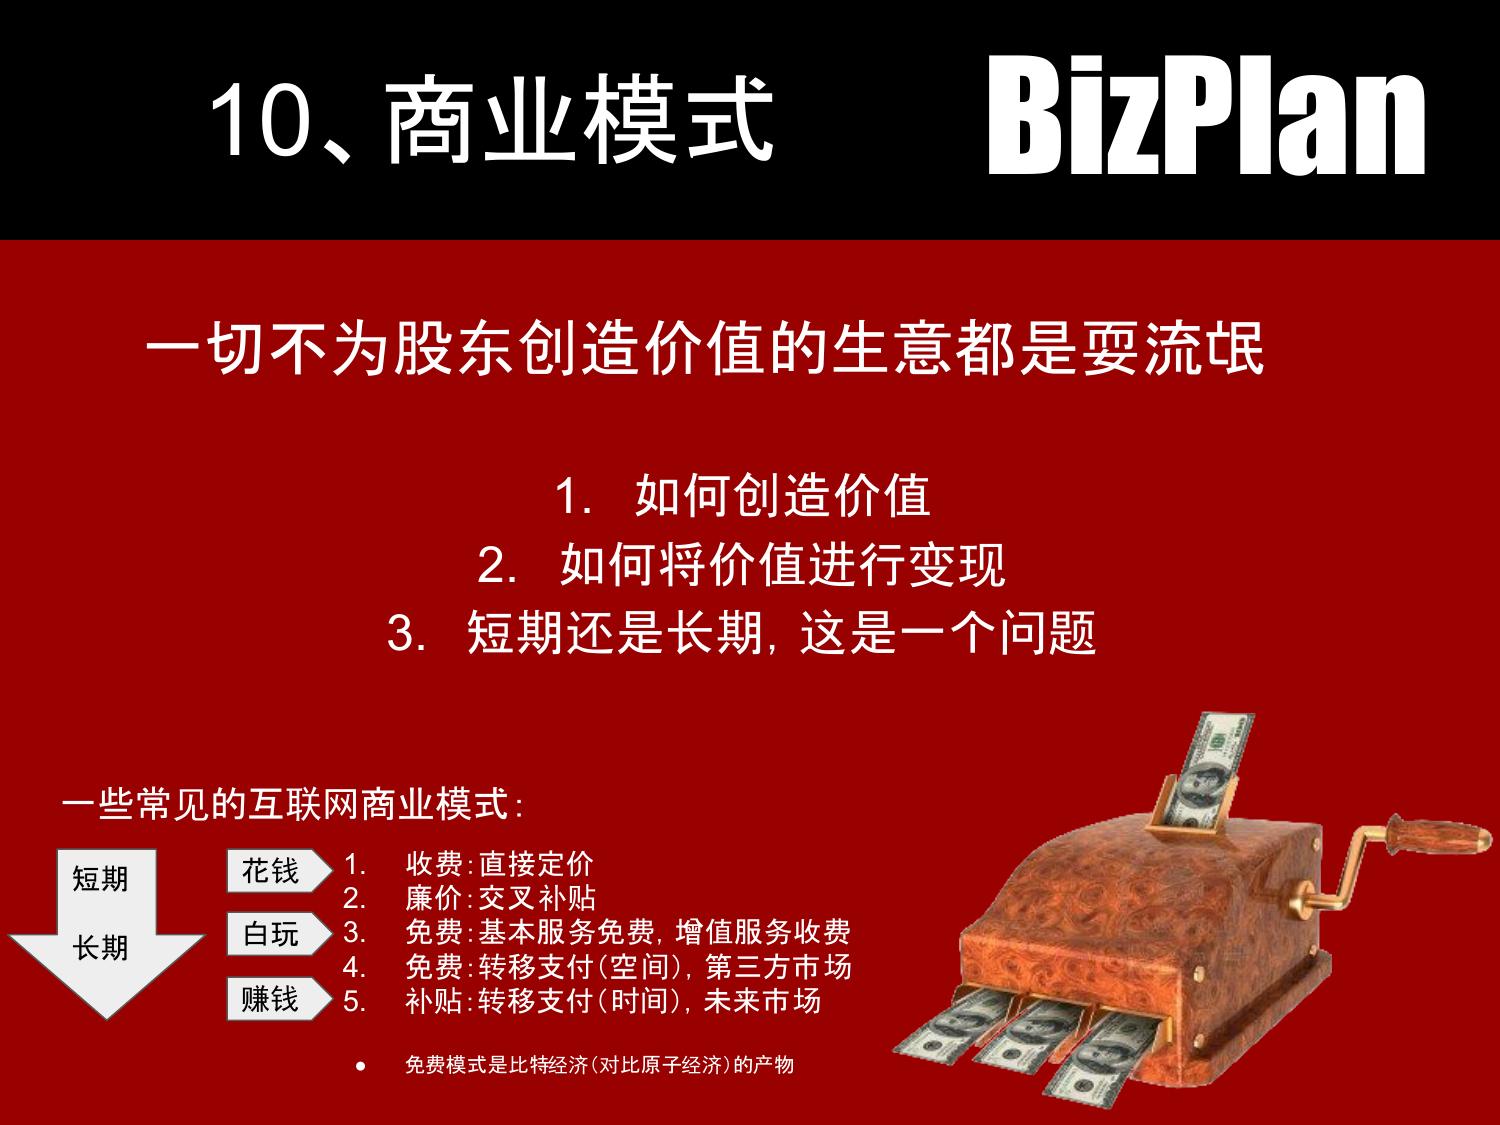 10、商业模式
BizPlan
一切不为股东创造价值的生意都是耍流氓
1. 如何创造价值
2. 如何将价值进行变现
3. 短期还是长期, 这是一个问题
一些常见的互联网商业模式:
短期
长期
花钱
白玩
赚钱
1. 收费:直接定价
2. 廉价:交叉补贴
3. 免费:基本服务免费, 增值服务收费
4. 免费:转移支付(空间), 第三方市场
5. 补贴:转移支付(时间), 未来市场
● 免费模式是比特经济(对比原子经济)的产物